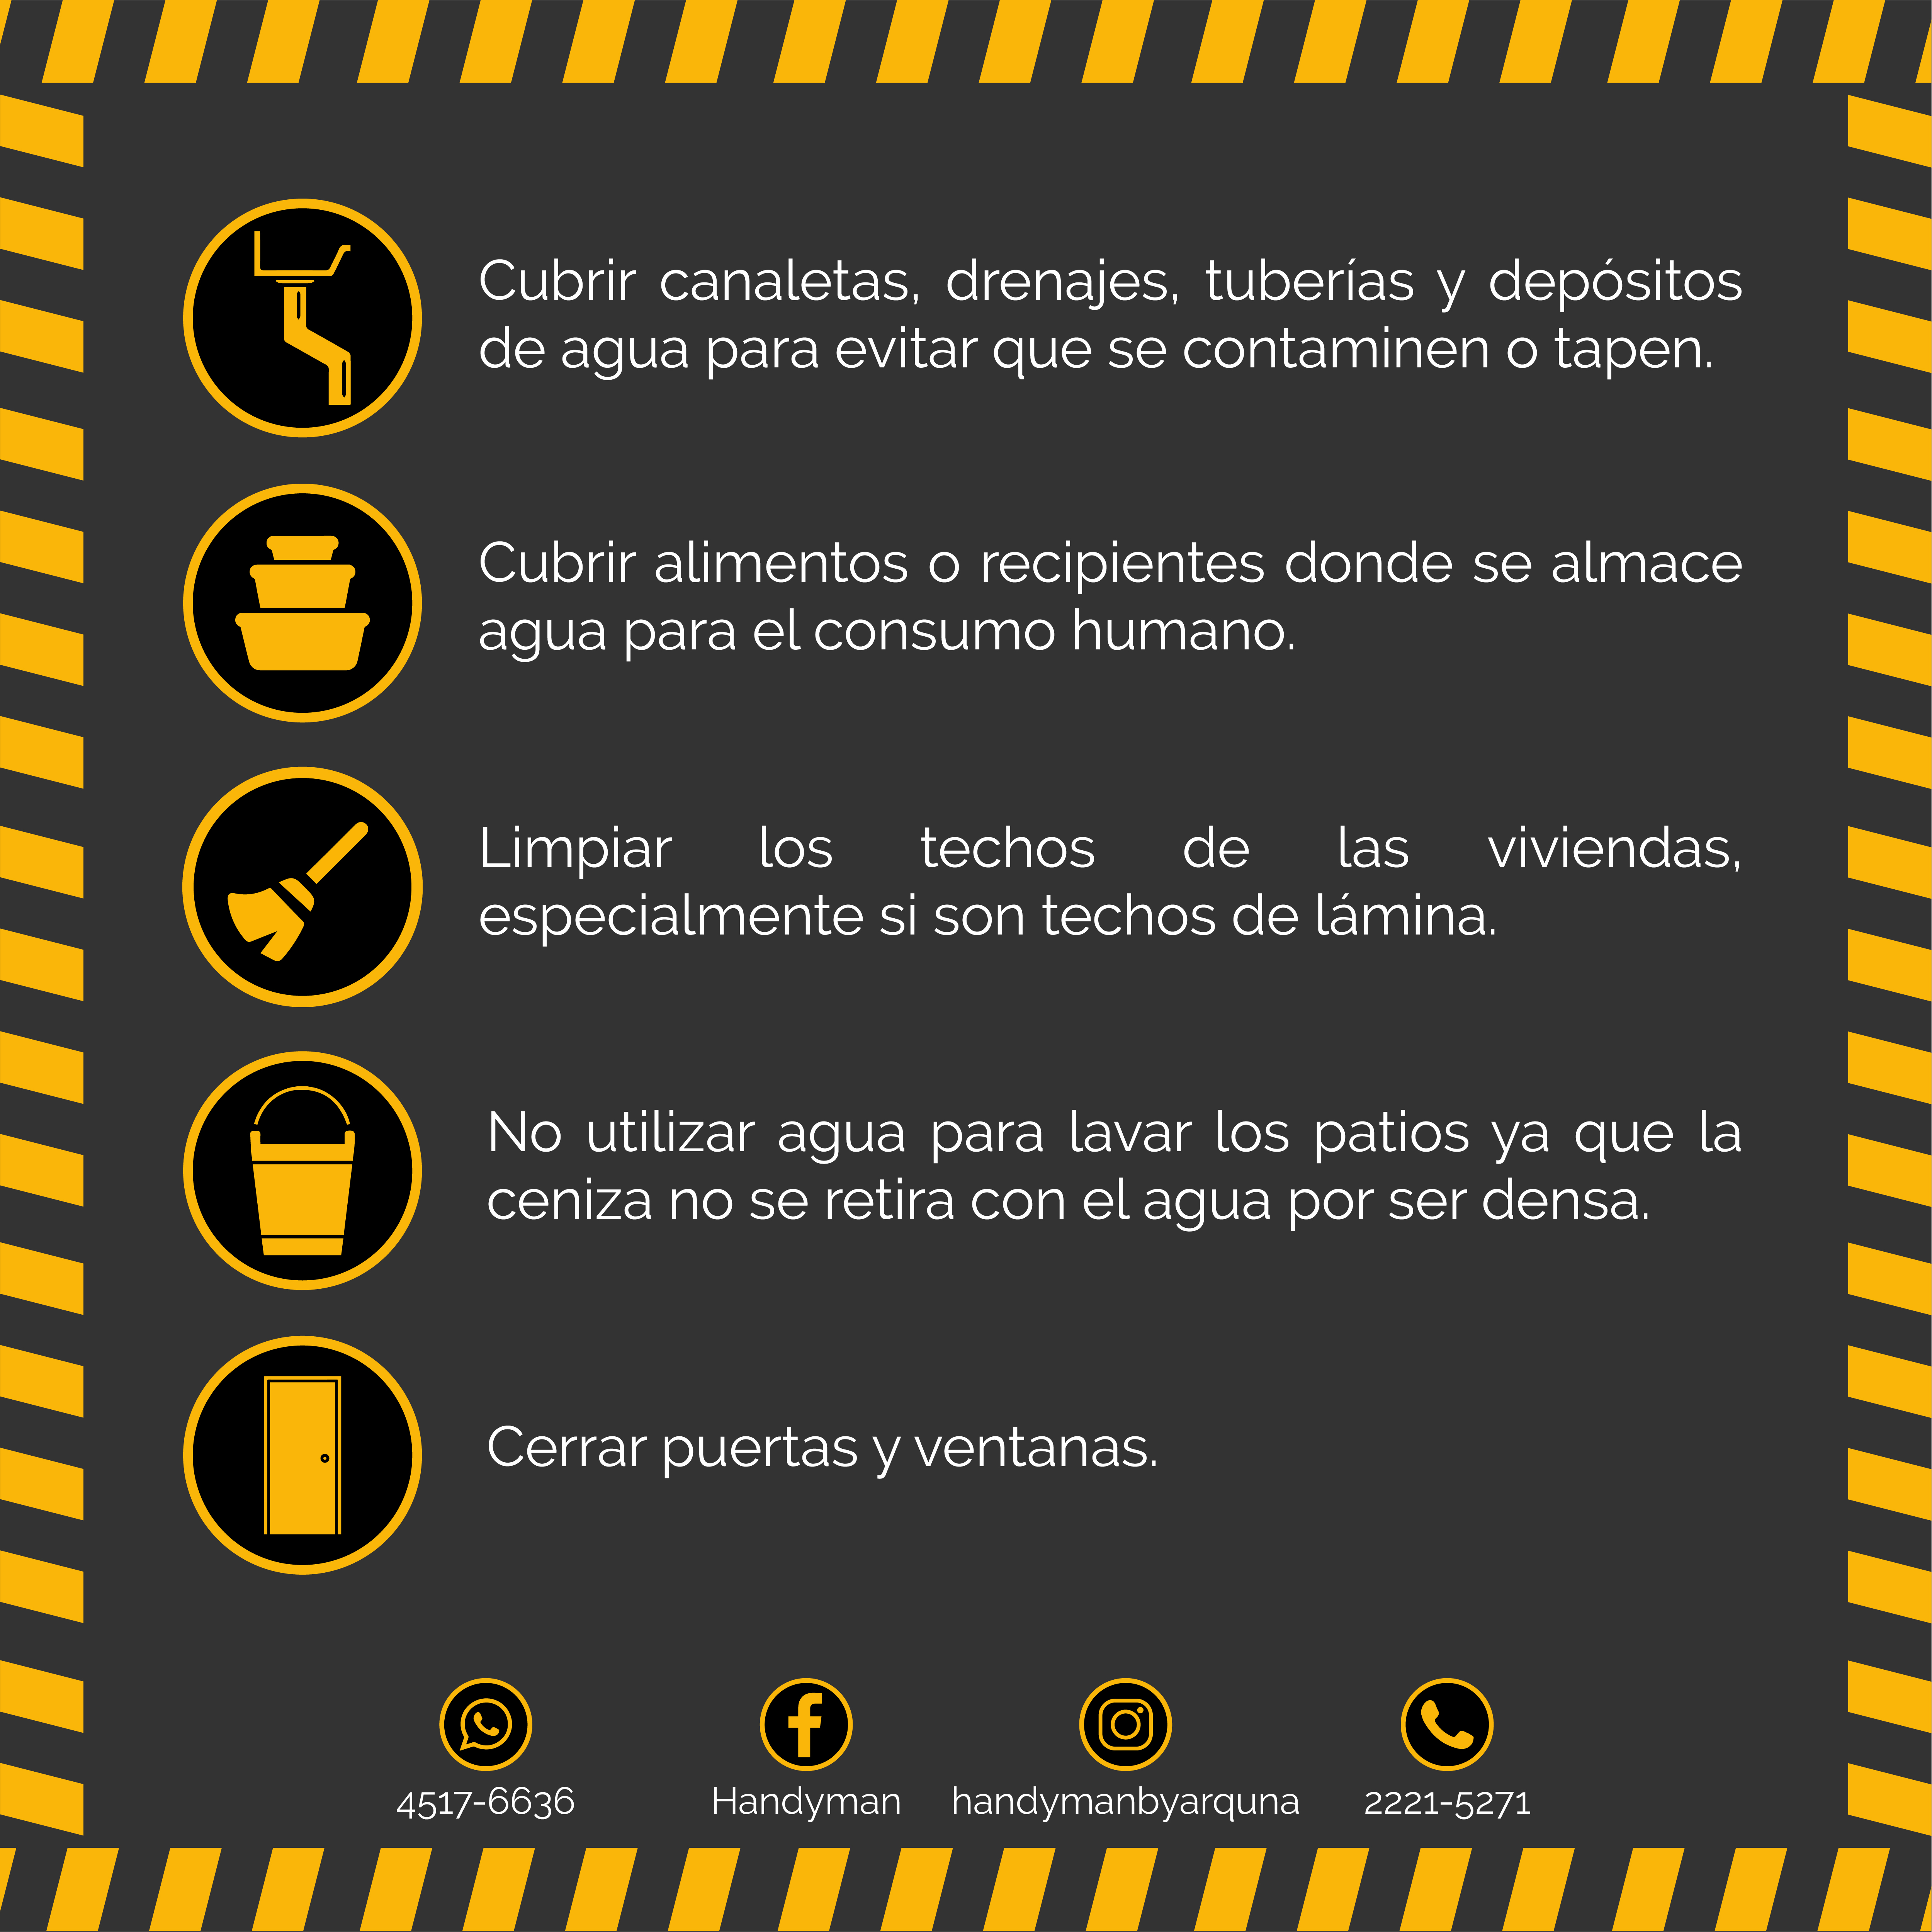 Cubrir canaletas, drenajes, tuberías y depósitos
de agua para evitar que se contaminen o tapen.
Cubrir alimentos o recipientes donde se almace
agua para el consumo humano.
Limpiar los techos de las viviendas,
especialmente si son techos de lámina.
No utilizar agua para lavar los patios ya que la
ceniza no se retira con el agua por ser densa.
Cerrar puertas y ventanas.
4517-6636
Handyman
handymanbyarquna
2221-5271